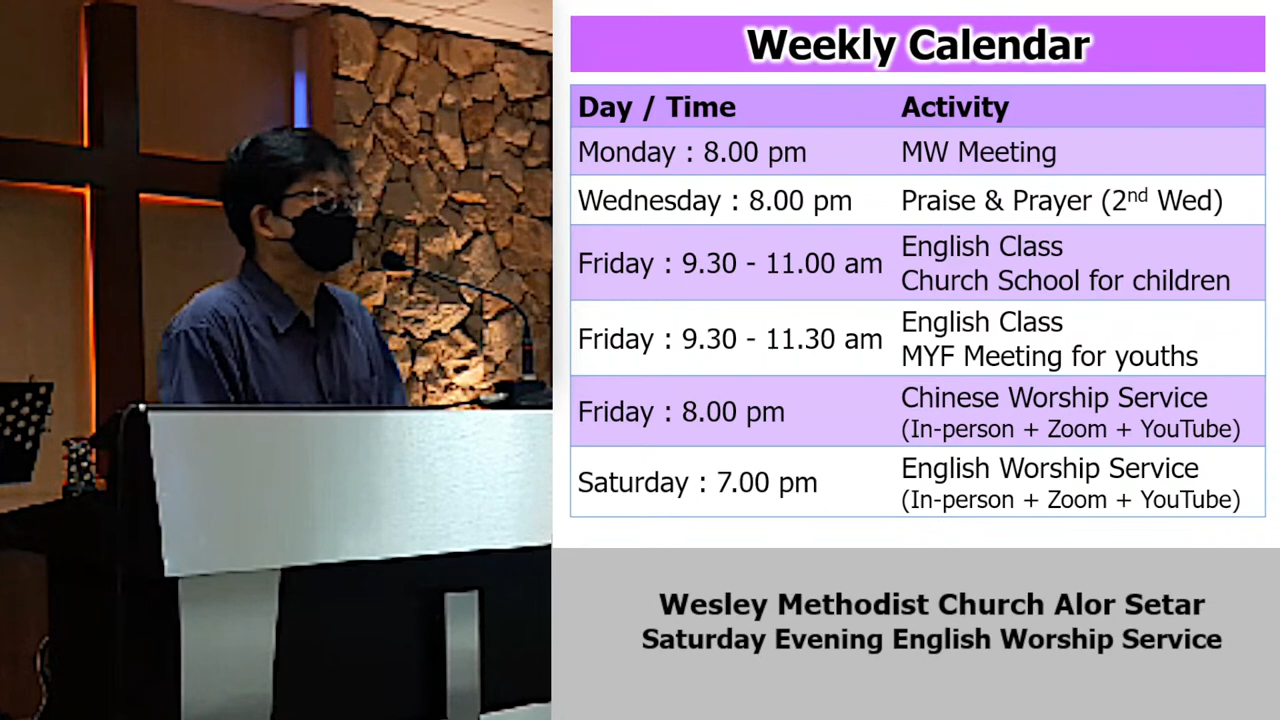 Weekly Calendar
Day / Time Activity
Monday : 8.00 pm MW Meeting
Wednesday : 8.00 pm Praise & Prayer (2nd Wed)
Friday : 9.30 - 11.00 am English Class
Church School for children
Friday : 9.30 - 11.30 am English Class
MYF Meeting for youths
Friday : 8.00 pm Chinese Worship Service
(In-person + Zoom + YouTube)
Saturday : 7.00 pm English Worship Service
(In-person + Zoom + YouTube)
Wesley Methodist Church Alor Setar
Saturday Evening English Worship Service